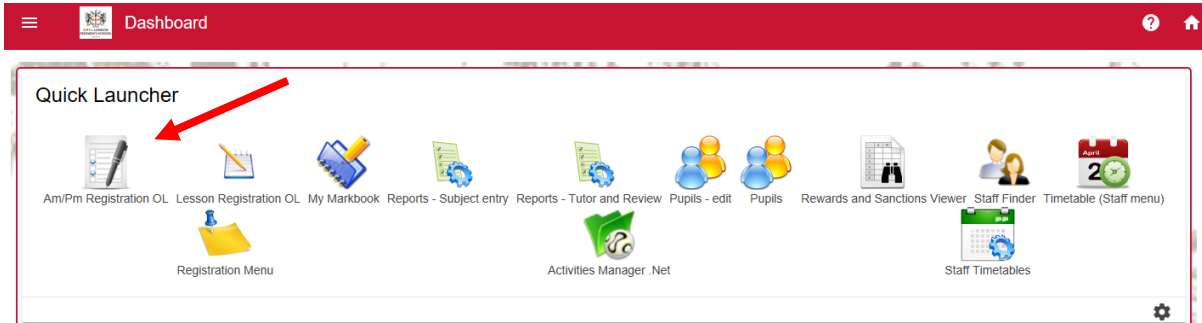 Dashboard
Quick Launcher
Am/Pm Registration OL Lesson Registration OL My Markbook Reports - Subject entry Reports - Tutor and Review Pupils - edit Pupils Rewards and Sanctions Viewer Staff Finder Timetable (Staff menu)
April
2
Registration Menu Activities Manager .Net Staff Timetables